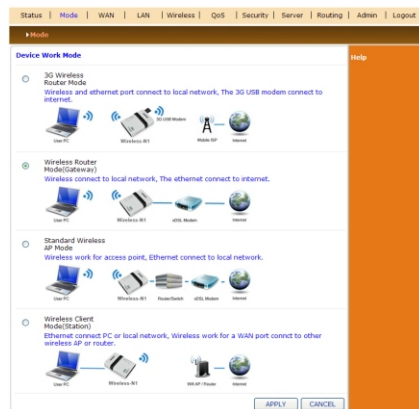 Status | Mode | WAN | LAN | Wireless | QoS | Security | Server | Routing | Admin | Logout
Mode
Device Work Mode
Help
3G Wireless
Router Mode
Wireless and ethernet port connect to local network, The 3G USB modem connect to
internet.
3G USB Modem
User PC Wireless-N1 Mobile ISP Internet
Wireless Router
Mode(Gateway)
Wireless connect to local network, The ethernet connect to internet.
User PC Wireless-N1 xDSL Modem Internet
Standard Wireless
AP Mode
Wireless work for access point, Ethernet connect to local network.
User PC Wireless-N1 Router/Switch xDSL Modem Internet
Wireless Client
Mode(Station)
Ethernet connect PC or local network, Wireless work for a WAN port connct to other
wireless AP or router.
User PC Wireless-N1 Wifi AP / Router Internet
APPLY CANCEL